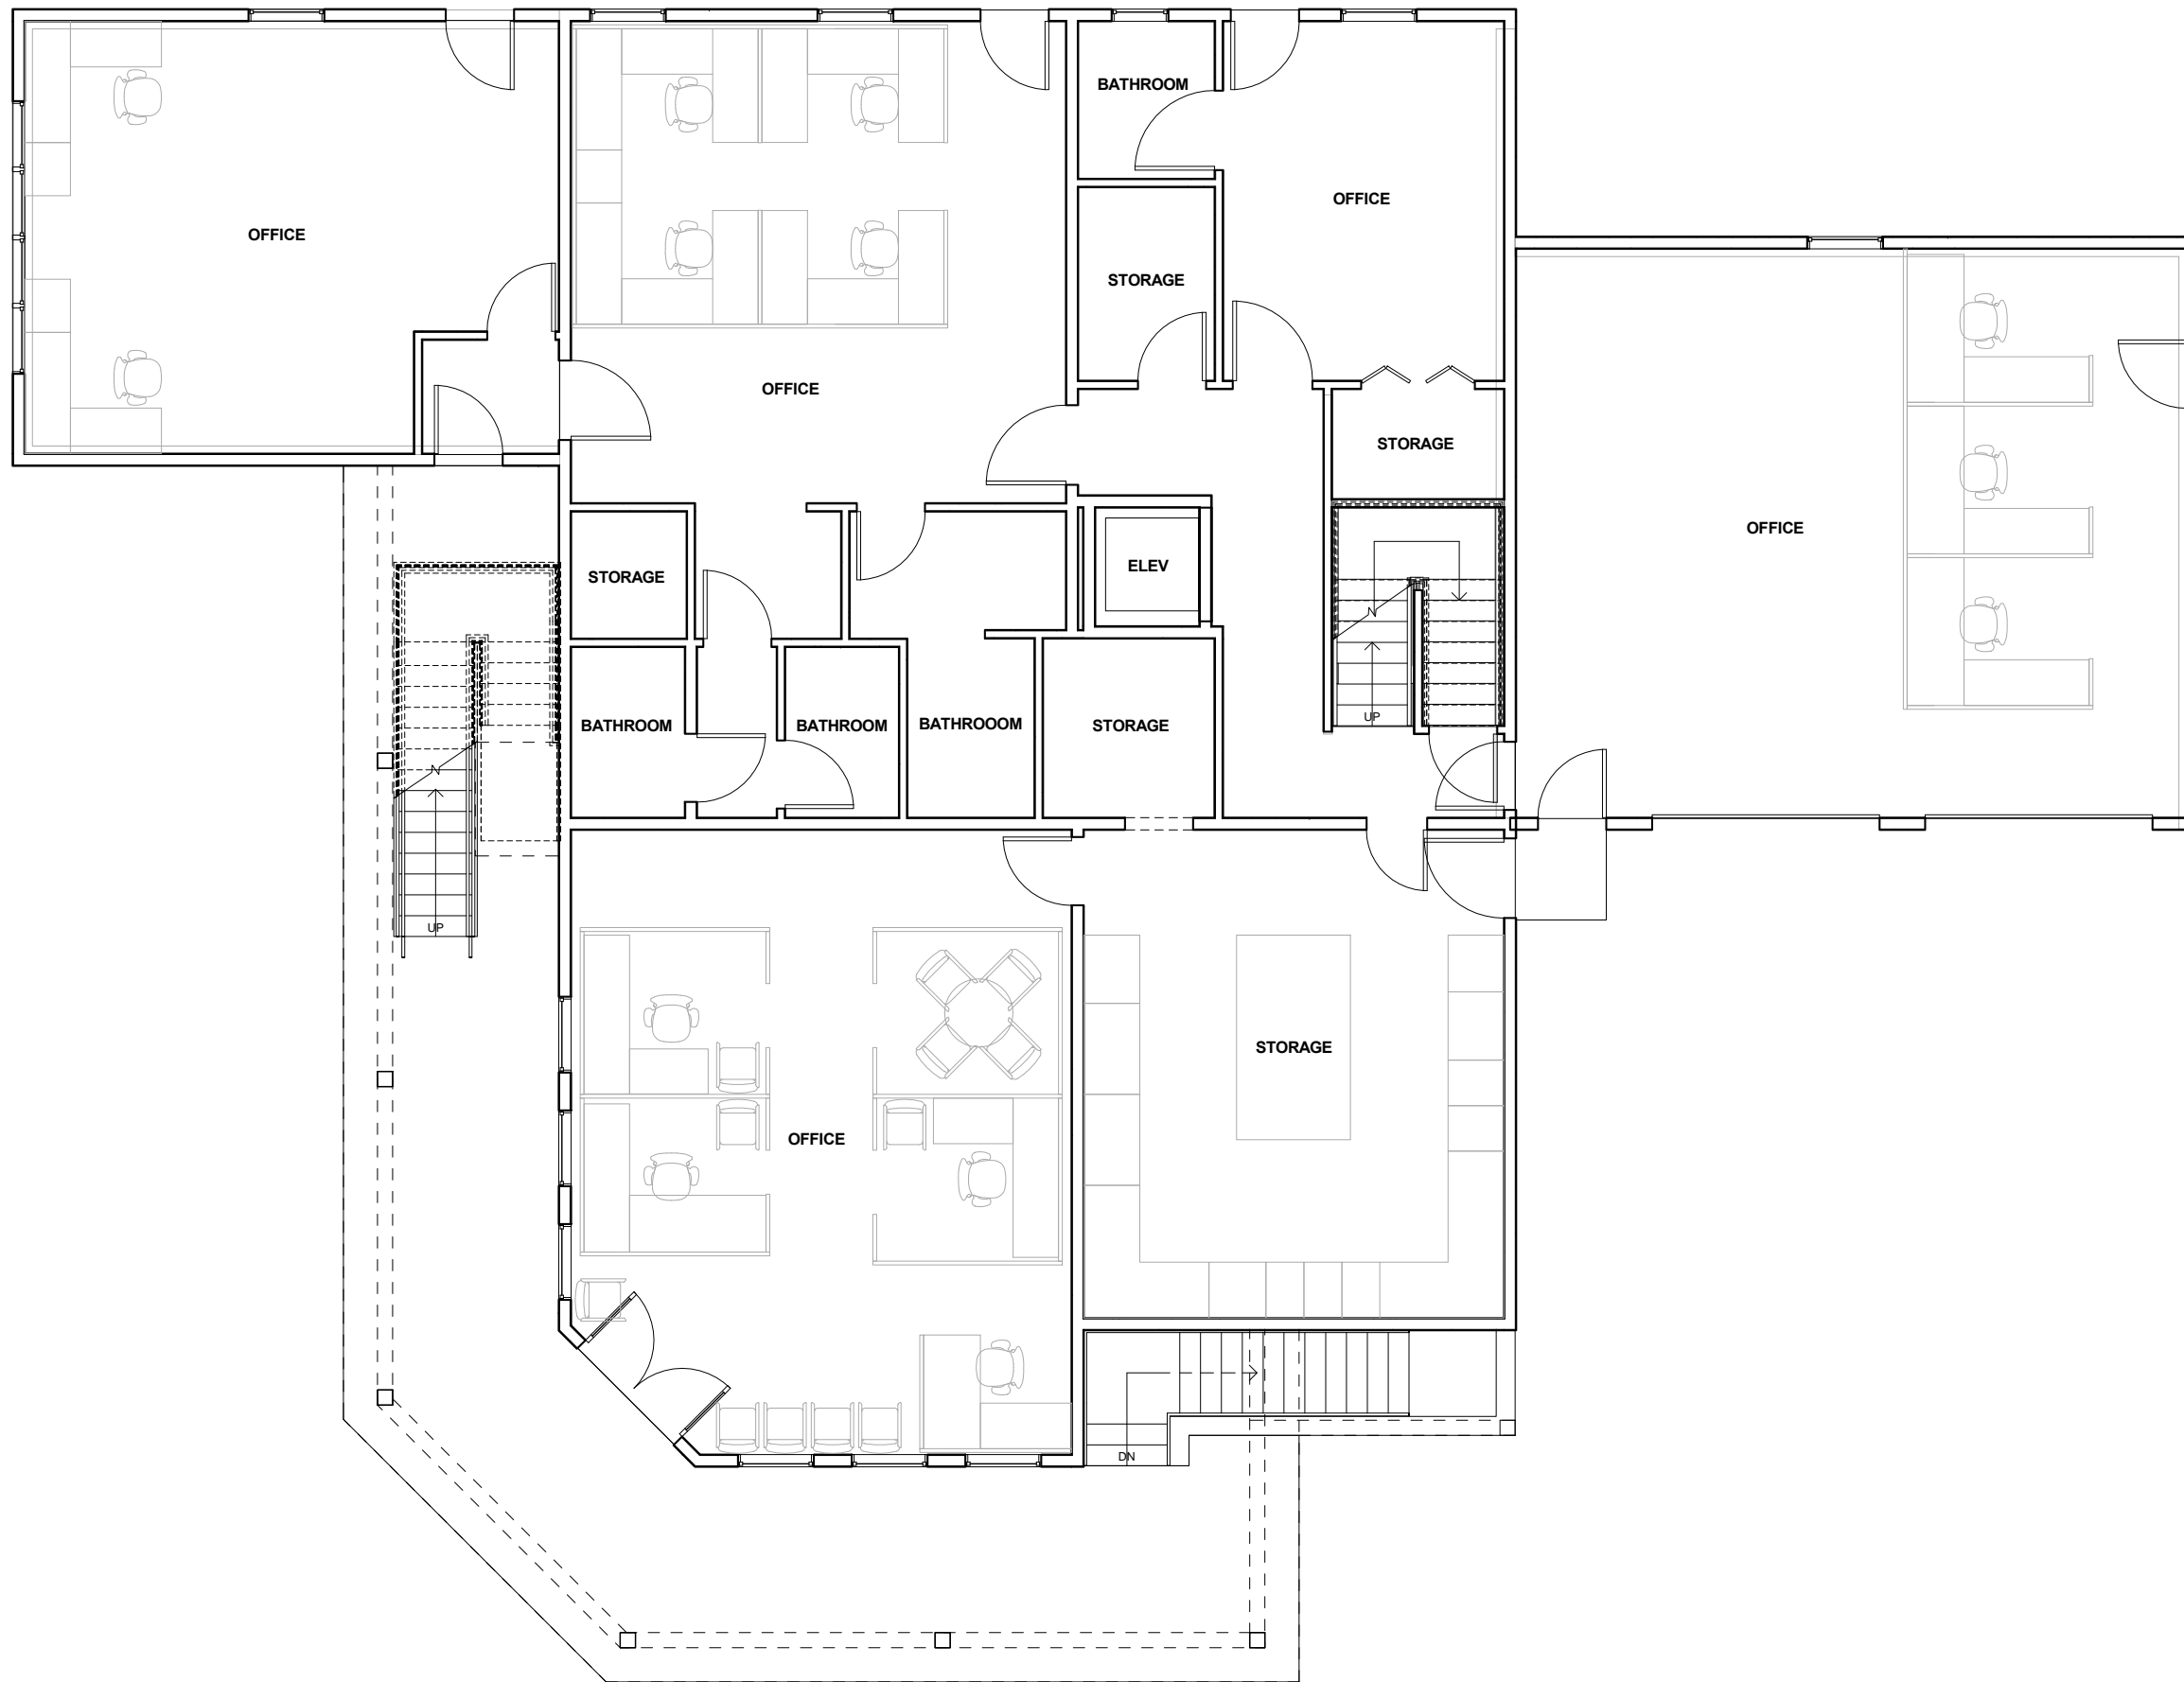 BATHROOM
OFFICE
OFFICE
STORAGE
OFFICE
STORAGE
OFFICE
ELEV
STORAGE
UP
BATHROOM
BATHROOM
BATHROOOM
STORAGE
UP
STORAGE
OFFICE
DN